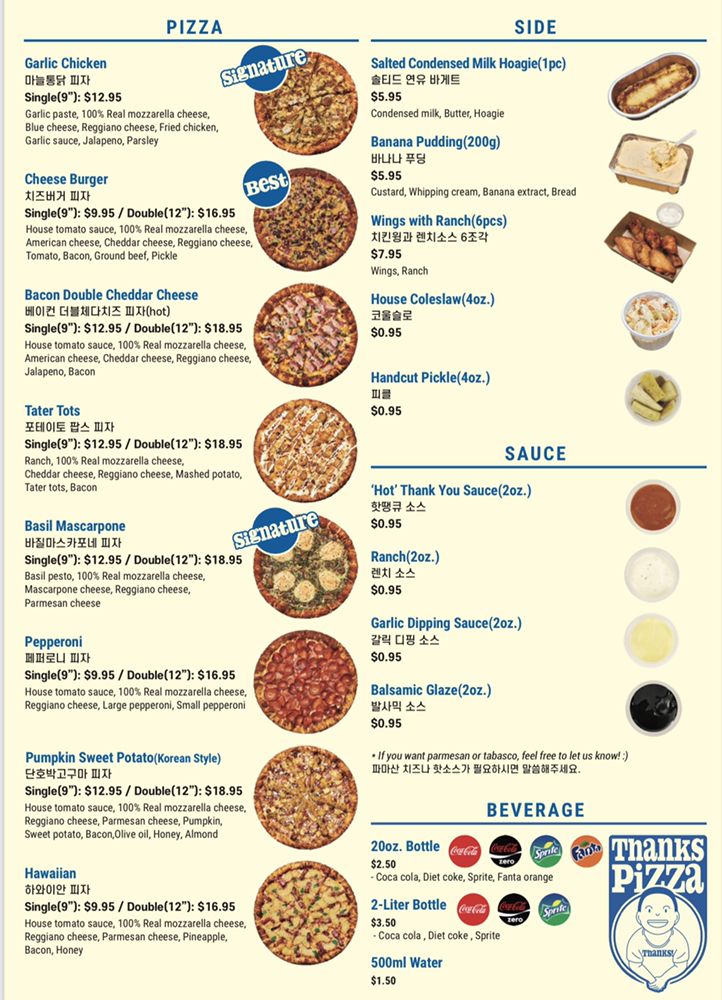 PIZZA
Garlic Chicken
마늘통닭 피자
Single(9"): $12.95
Garlic paste, 100% Real mozzarella cheese,
Blue cheese, Reggiano cheese, Fried chicken,
Garlic sauce, Jalapeno, Parsley
Signature
Cheese Burger
치즈버거 피자
Single(9"): $9.95 / Double(12"): $16.95
House tomato sauce, 100% Real mozzarella cheese,
American cheese, Cheddar cheese, Reggiano cheese,
Tomato, Bacon, Ground beef, Pickle
Best
Bacon Double Cheddar Cheese
베이컨 더블체다치즈 피자(hot)
Single(9"): $12.95 / Double(12"): $18.95
House tomato sauce, 100% Real mozzarella cheese,
American cheese, Cheddar cheese, Reggiano cheese,
Jalapeno, Bacon
Tater Tots
포테이토 팝스 피자
Single(9"): $12.95 / Double(12"): $18.95
Ranch, 100% Real mozzarella cheese,
Cheddar cheese, Reggiano cheese, Mashed potato,
Tater tots, Bacon
Basil Mascarpone
바질마스카포네 피자
Single(9"): $12.95 / Double(12"): $18.95
Basil pesto, 100% Real mozzarella cheese,
Mascarpone cheese, Reggiano cheese,
Parmesan cheese
Signature
Pepperoni
페퍼로니 피자
Single(9"): $9.95 / Double(12"): $16.95
House tomato sauce, 100% Real mozzarella cheese,
Reggiano cheese, Large pepperoni, Small pepperoni
Pumpkin Sweet Potato(Korean Style)
단호박고구마 피자
Single(9"): $12.95 / Double(12"): $18.95
House tomato sauce, 100% Real mozzarella cheese,
Reggiano cheese, Parmesan cheese, Pumpkin,
Sweet potato, Bacon,Olive oil, Honey, Almond
Hawaiian
하와이안 피자
Single(9"): $9.95 / Double(12"): $16.95
House tomato sauce, 100% Real mozzarella cheese,
Reggiano cheese, Parmesan cheese, Pineapple,
Bacon, Honey
SIDE
Salted Condensed Milk Hoagie(1pc)
솔티드 연유 바게트
$5.95
Condensed milk, Butter, Hoagie
Banana Pudding(200g)
바나나 푸딩
$5.95
Custard, Whipping cream, Banana extract, Bread
Wings with Ranch(6pcs)
치킨윙과 렌치소스 6조각
$7.95
Wings, Ranch
House Coleslaw(4oz.)
코울슬로
$0.95
Handcut Pickle(4oz.)
피클
$0.95
SAUCE
'Hot' Thank You Sauce(2oz.)
핫땡큐 소스
$0.95
Ranch(2oz.)
렌치 소스
$0.95
Garlic Dipping Sauce(2oz.)
갈릭 디핑 소스
$0.95
Balsamic Glaze(2oz.)
발사믹 소스
$0.95
* If you want parmesan or tabasco, feel free to let us know! :)
파마산 치즈나 핫소스가 필요하시면 말씀해주세요.
BEVERAGE
20oz. Bottle
Coca-Cola
Coca-Cola zero
Sprite
Fanta
$2.50
- Coca cola, Diet coke, Sprite, Fanta orange
2-Liter Bottle
Coca-Cola
Coca-Cola zero
Sprite
$3.50
- Coca cola , Diet coke , Sprite
500ml Water
$1.50
THanKS
PiZZa
THanKS!